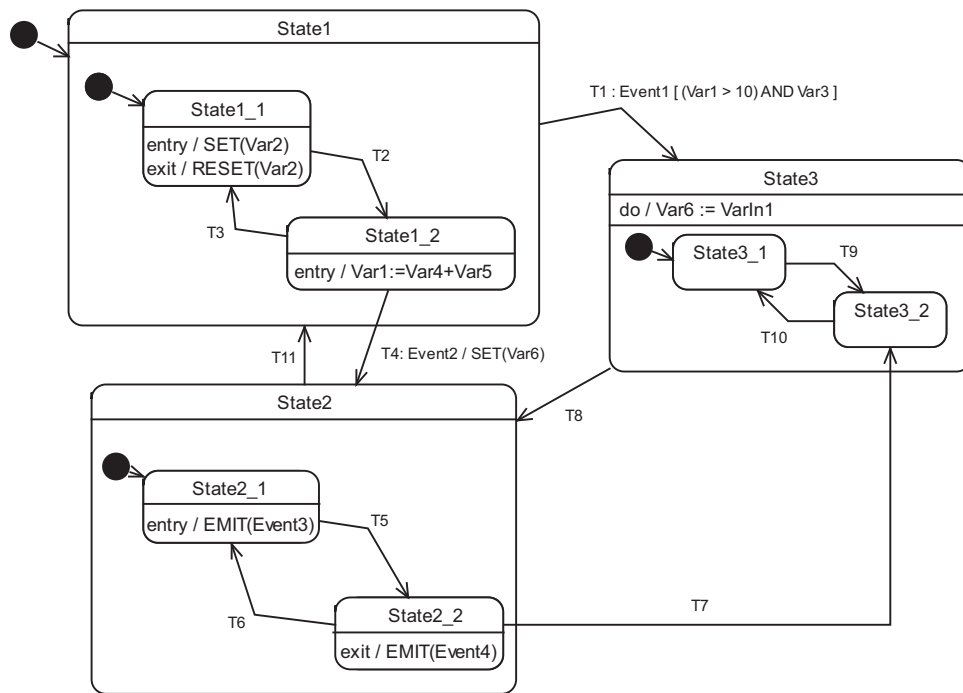 State1
State1_1
entry / SET(Var2)
exit / RESET(Var2)
T2
T3
State1_2
entry / Var1:=Var4+Var5
T1 : Event1 [ (Var1 > 10) AND Var3 ]
State3
do / Var6 := VarIn1
State3_1
T9
State3_2
T10
T11
T4: Event2 / SET(Var6)
T8
State2
State2_1
entry / EMIT(Event3)
T5
T6
State2_2
exit / EMIT(Event4)
T7